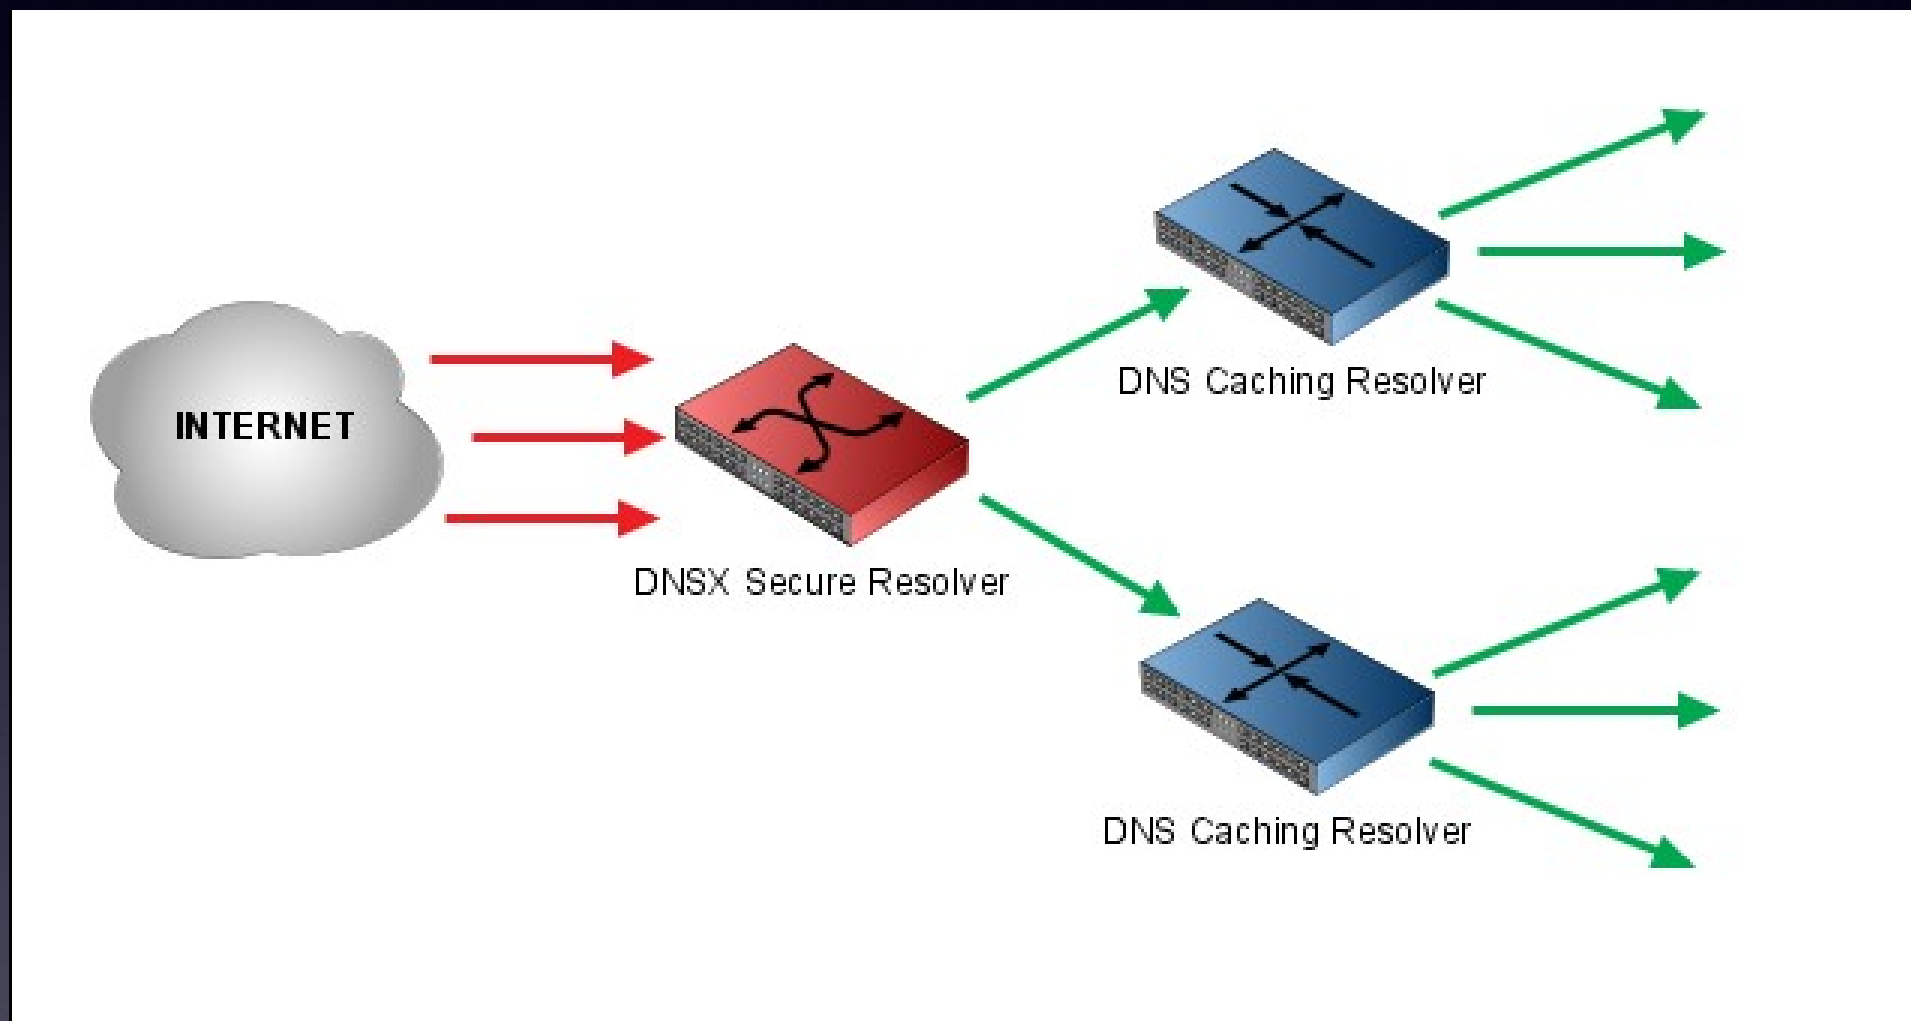 INTERNET
DNSX Secure Resolver
DNS Caching Resolver
DNS Caching Resolver